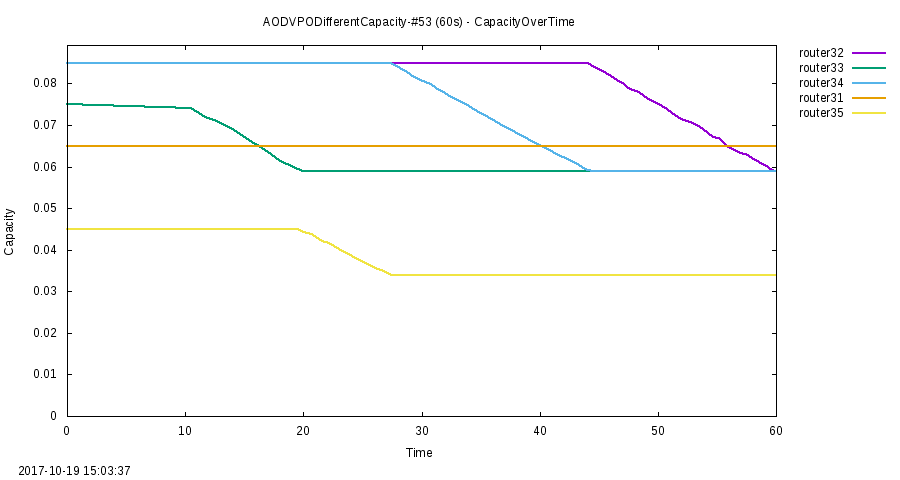 AODVPODifferentCapacity-#53 (60s) - CapacityOverTime
router32
router33
router34
router31
router35
0.08
0.07
0.06
0.05
0.04
0.03
0.02
0.01
0
Capacity
0 10 20 30 40 50 60
Time
2017-10-19 15:03:37